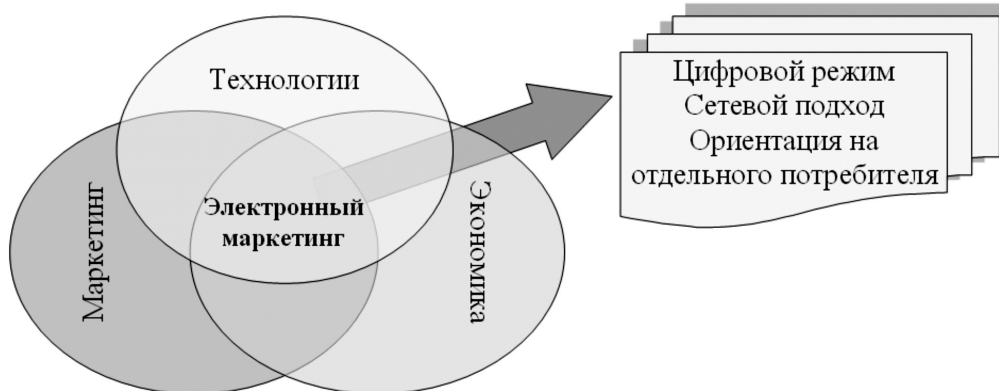 Технологии
Маркетинг
Электронный
маркетинг
Экономика
Цифровой режим
Сетевой подход
Ориентация на
отдельного потребителя